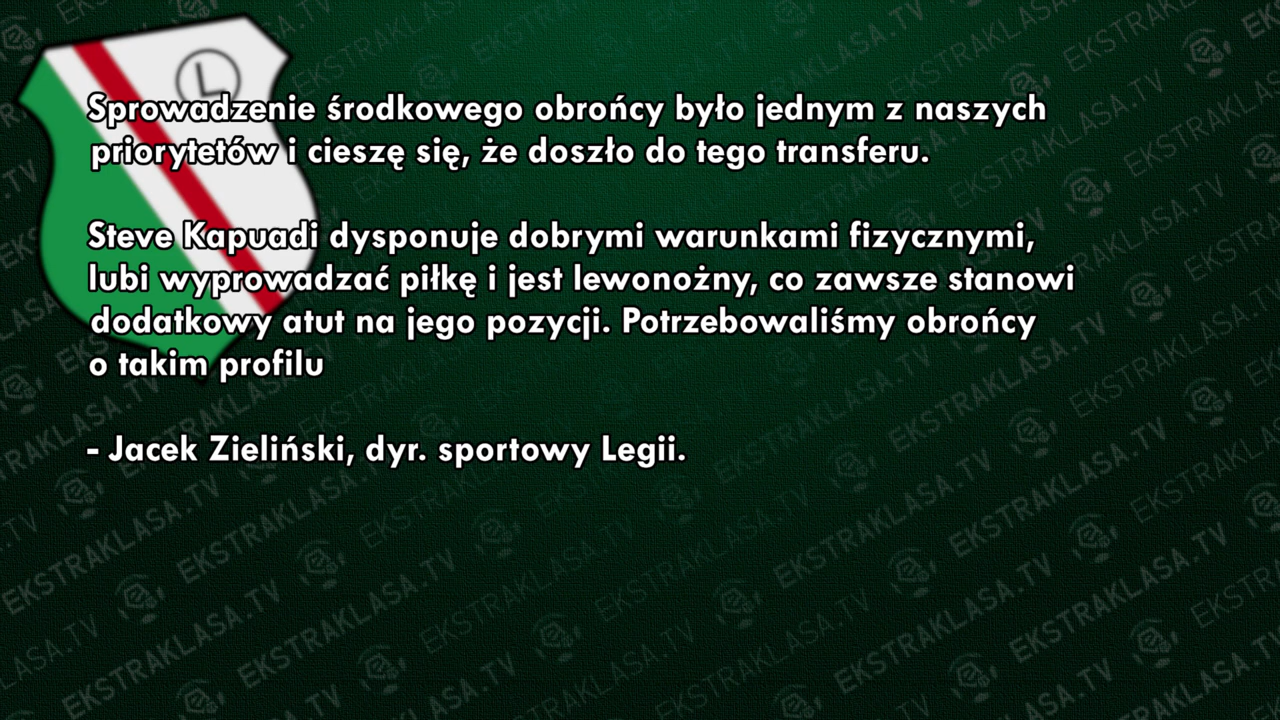 Sprowadzenie środkowego obrońcy było jednym z naszych
priorytetów i cieszę się, że doszło do tego transferu.
Steve Kapuadi dysponuje dobrymi warunkami fizycznymi,
lubi wyprowadzać piłkę i jest lewonożny, co zawsze stanowi
dodatkowy atut na jego pozycji. Potrzebowaliśmy obrońcy
o takim profilu
- Jacek Zieliński, dyr. sportowy Legii.
L
EKSTRAKLASA.TV